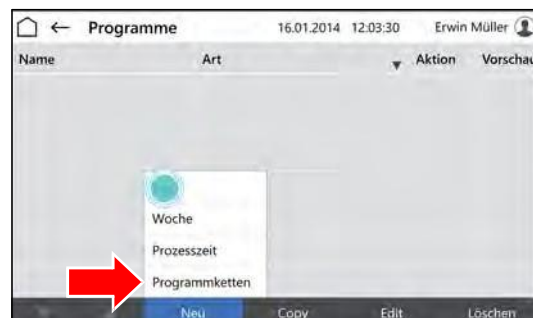 ← Programme 16.01.2014 12:03:30 Erwin Müller
Name Art Aktion Vorschau
Woche
Prozesszeit
Programmketten
Neu Copy Edit Löschen